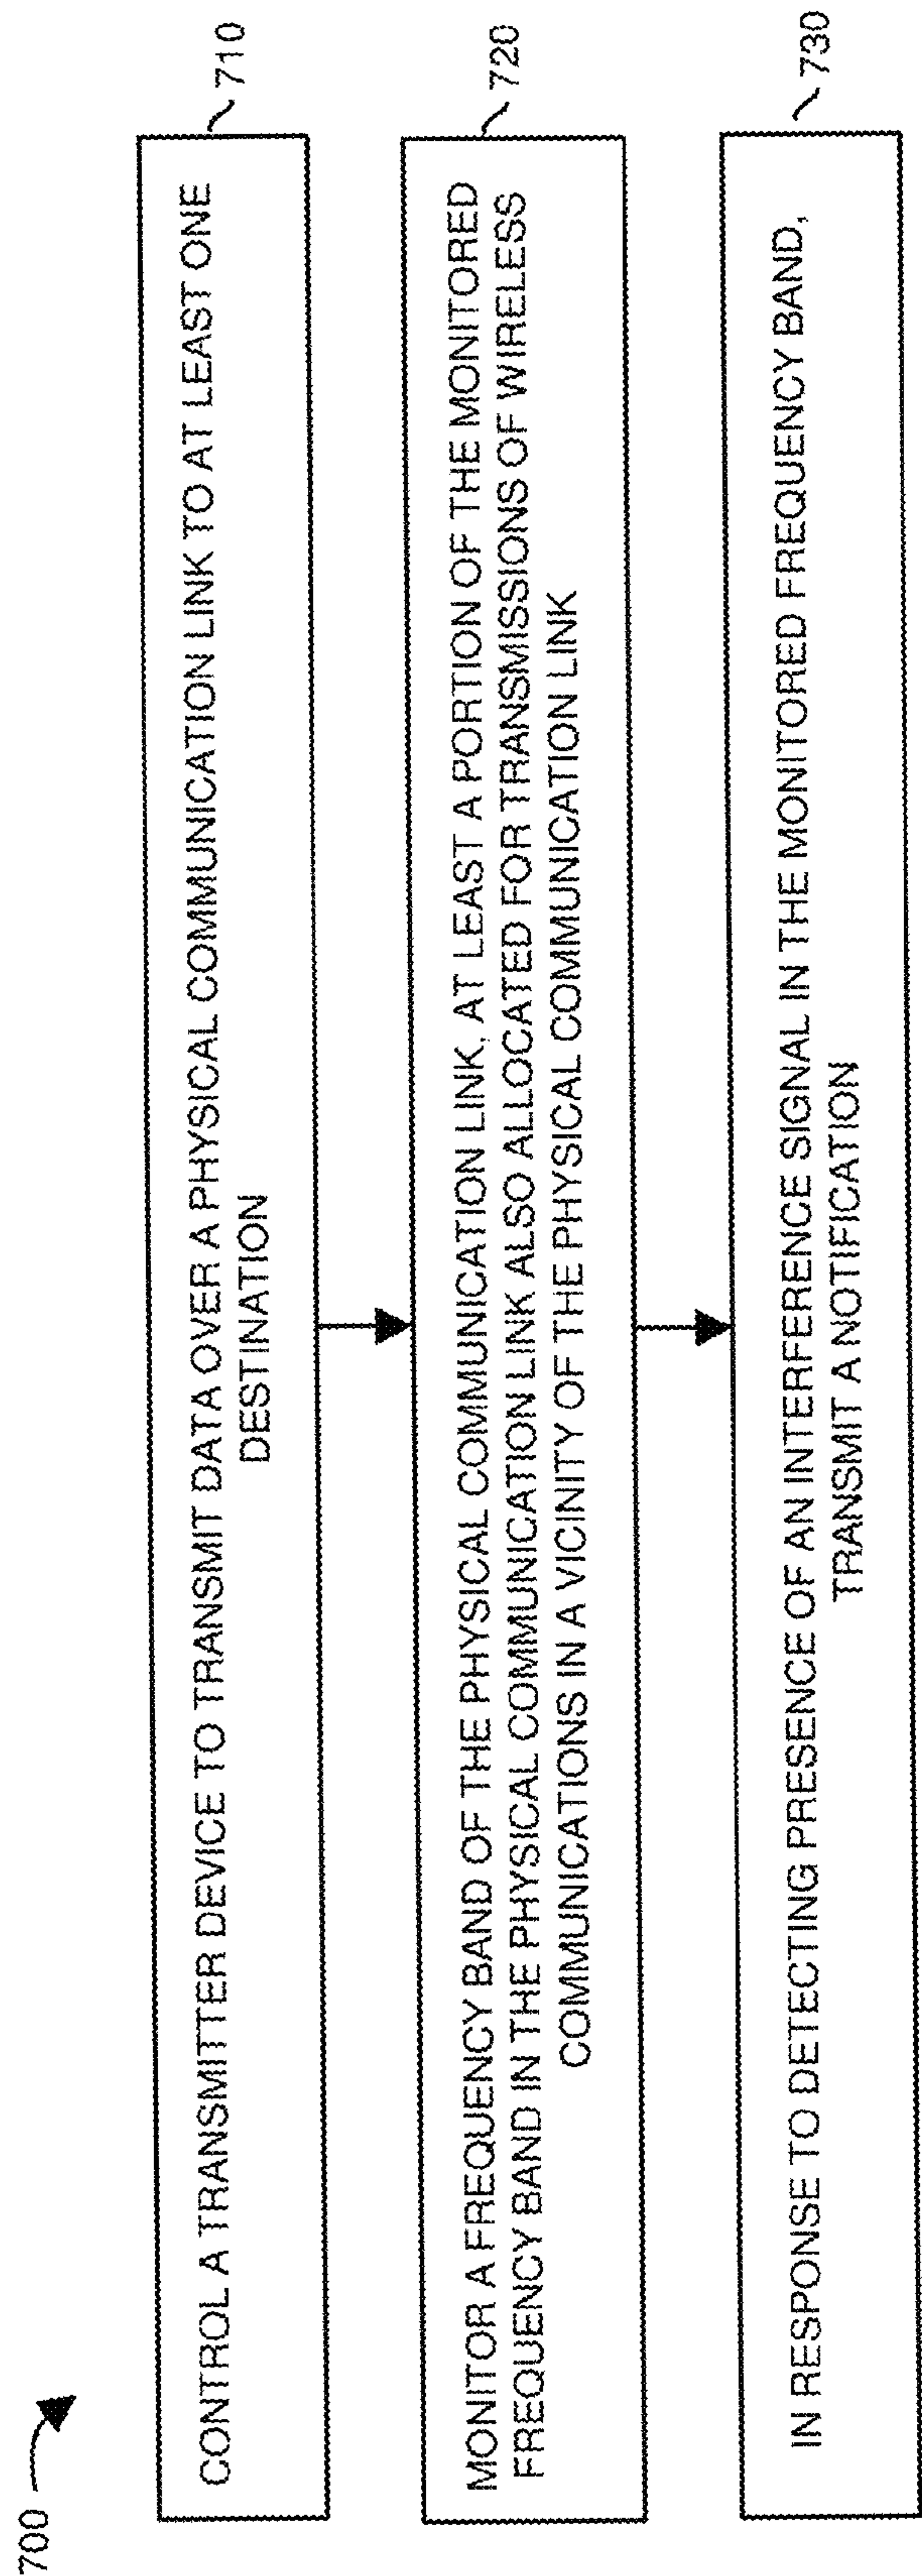 700
CONTROL A TRANSMITTER DEVICE TO TRANSMIT DATA OVER A PHYSICAL COMMUNICATION LINK TO AT LEAST ONE
DESTINATION
710
MONITOR A FREQUENCY BAND OF THE PHYSICAL COMMUNICATION LINK, AT LEAST A PORTION OF THE MONITORED
FREQUENCY BAND IN THE PHYSICAL COMMUNICATION LINK ALSO ALLOCATED FOR TRANSMISSIONS OF WIRELESS
COMMUNICATIONS IN A VICINITY OF THE PHYSICAL COMMUNICATION LINK
720
IN RESPONSE TO DETECTING PRESENCE OF AN INTERFERENCE SIGNAL IN THE MONITORED FREQUENCY BAND,
TRANSMIT A NOTIFICATION
730